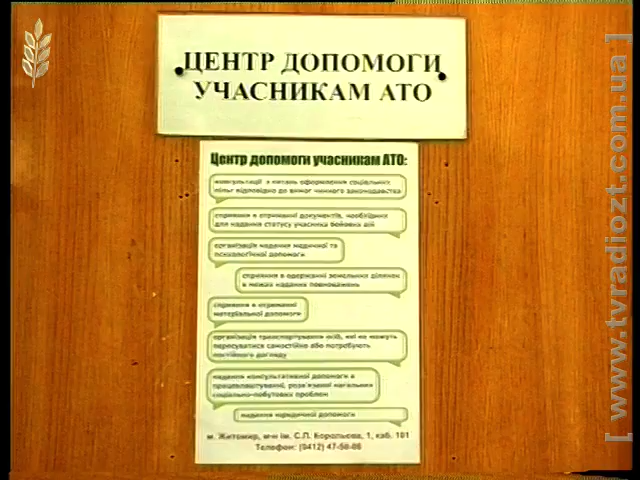 ЦЕНТР ДОПОМОГИ
УЧАСНИКАМ АТО
Центр допомоги учасникам АТО:
консультації з питань оформлення соціальних
пільг відповідно до вимог чинного законодавства
сприяння в отриманні документів, необхідних
для надання статусу учасника бойових дій
організація надання медичної та
психологічної допомоги
сприяння в одержанні земельних ділянок
в межах наданих повноважень
сприяння в отриманні
матеріальної допомоги
організація транспортування осіб, які не можуть
пересуватися самостійно або потребують
постійного догляду
надання консультативної допомоги в
працевлаштуванні, розв'язанні нагальних
соціально-побутових проблем
надання юридичної допомоги
м. Житомир, м-н ім. С.П. Корольова, 1, каб. 101
Телефон: (0412)
[ www.tvradiozt.com.ua ]